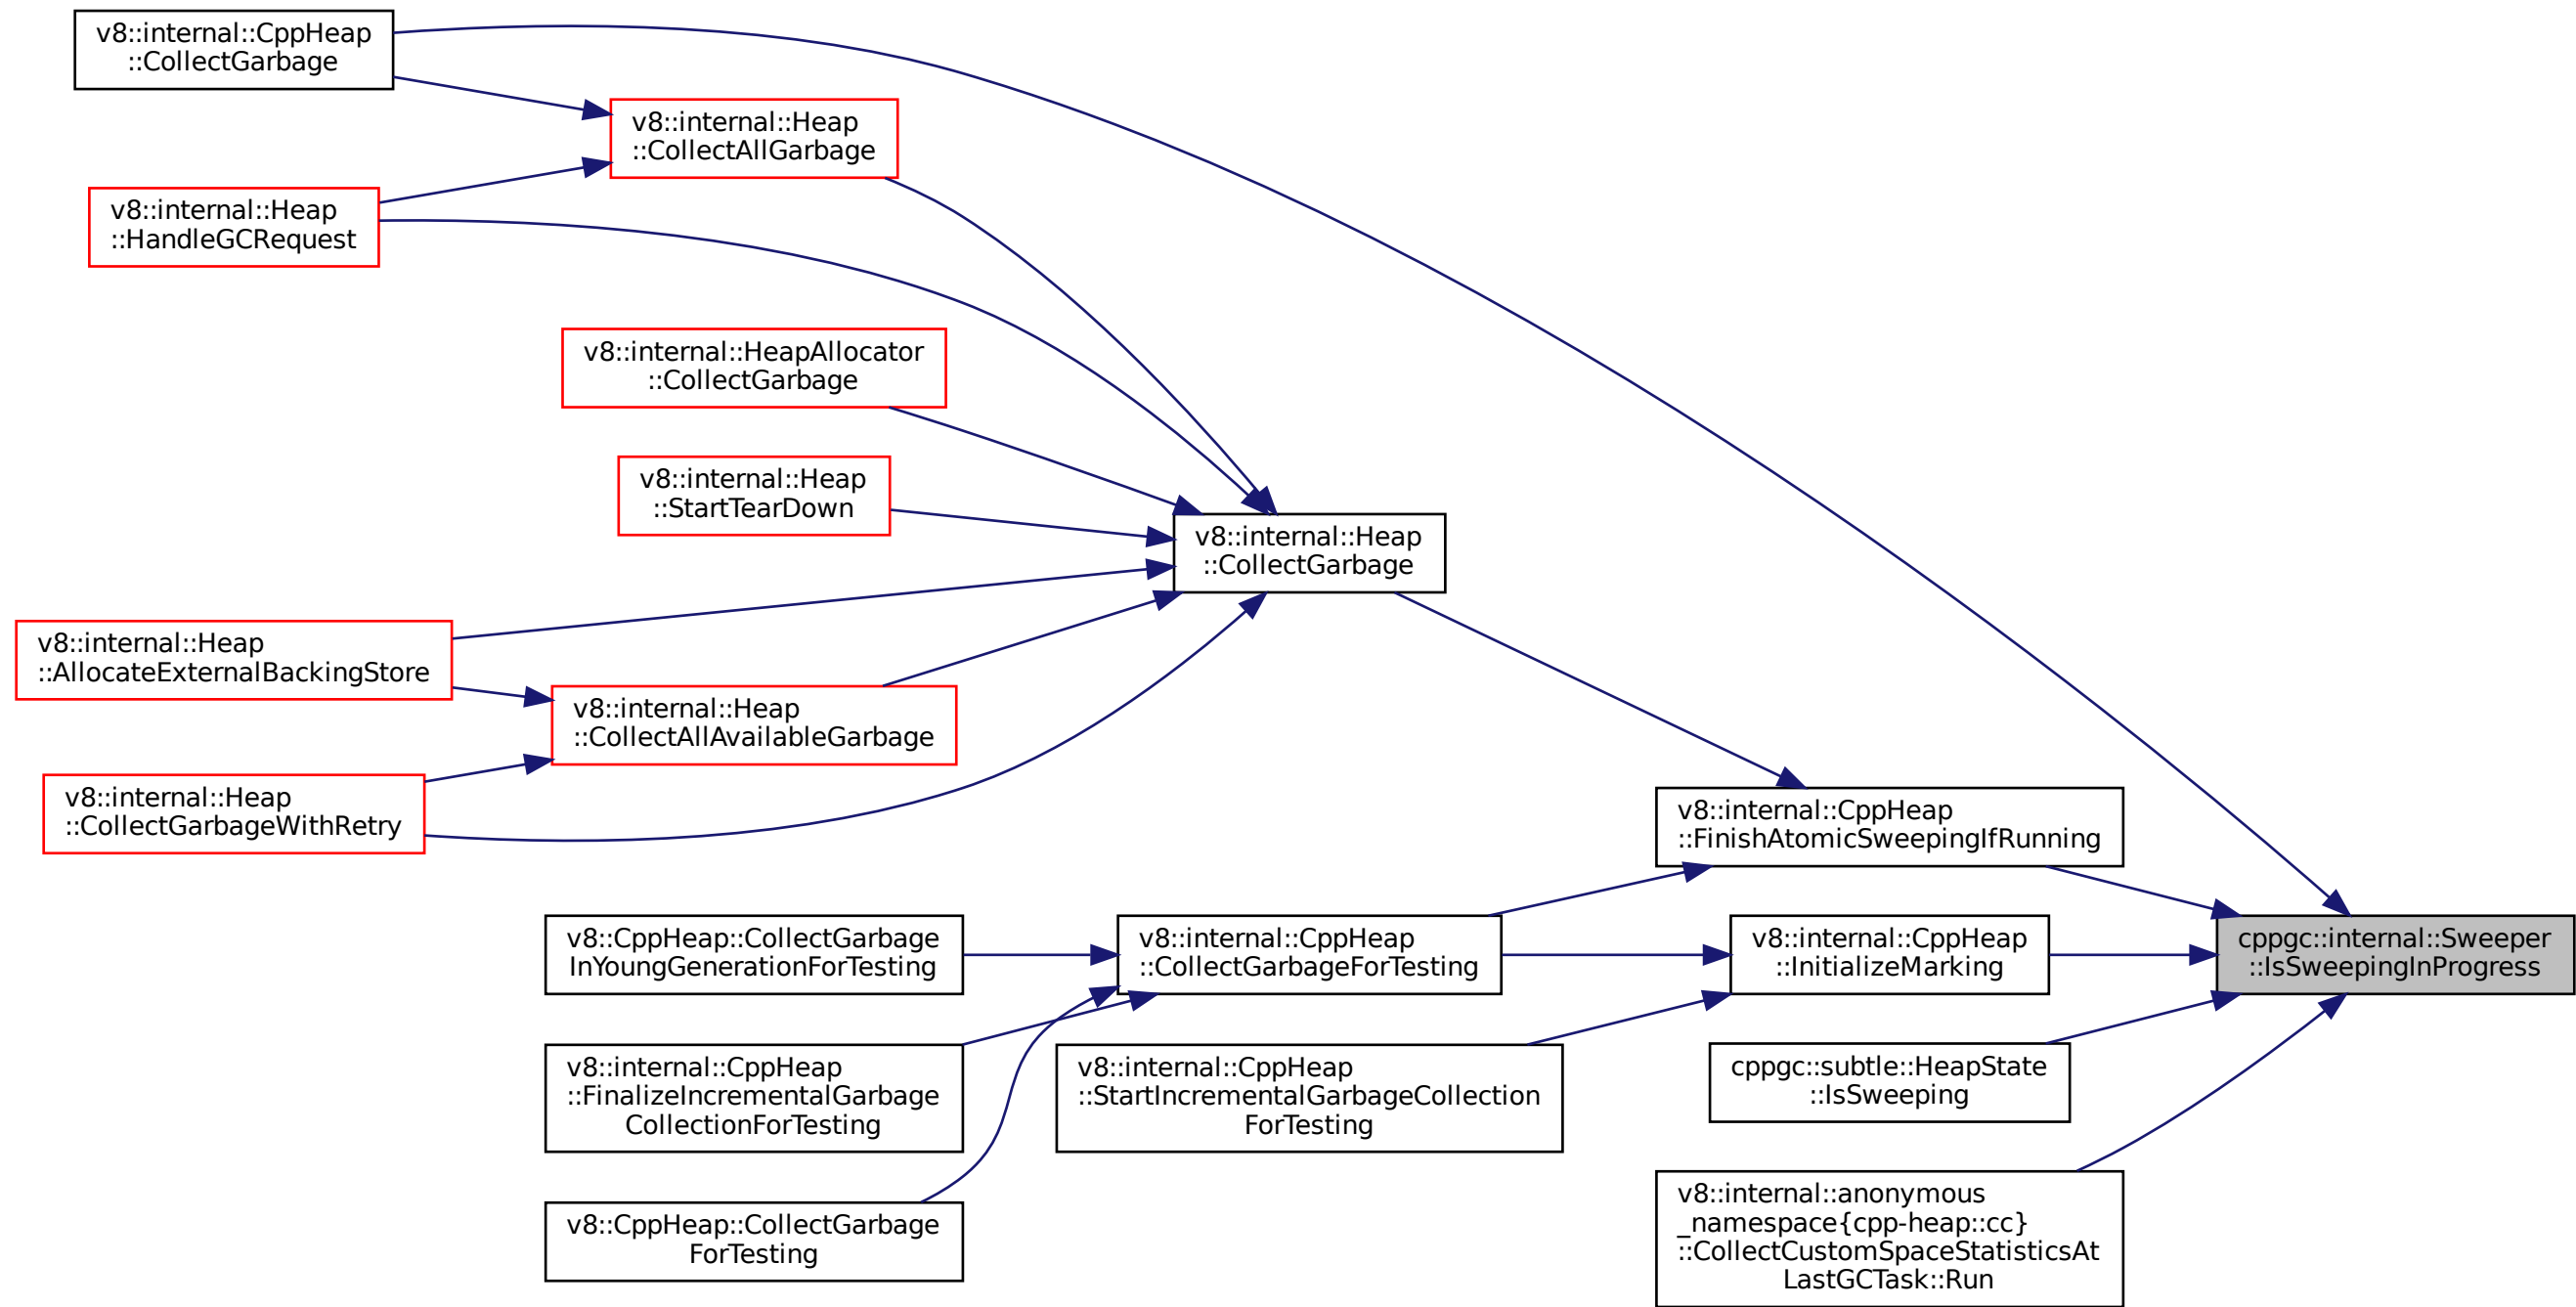 v8::internal::CppHeap
::CollectGarbage
v8::internal::Heap
::CollectAllGarbage
v8::internal::Heap
::HandleGCRequest
v8::internal::HeapAllocator
::CollectGarbage
v8::internal::Heap
::StartTearDown
v8::internal::Heap
::CollectGarbage
v8::internal::Heap
::AllocateExternalBackingStore
v8::internal::Heap
::CollectAllAvailableGarbage
v8::internal::Heap
::CollectGarbageWithRetry
v8::internal::CppHeap
::FinishAtomicSweepingIfRunning
v8::CppHeap::CollectGarbage
InYoungGenerationForTesting
v8::internal::CppHeap
::CollectGarbageForTesting
v8::internal::CppHeap
::InitializeMarking
cppgc::internal::Sweeper
::IsSweepingInProgress
v8::internal::CppHeap
::FinalizeIncrementalGarbage
CollectionForTesting
v8::internal::CppHeap
::StartIncrementalGarbageCollection
ForTesting
cppgc::subtle::HeapState
::IsSweeping
v8::CppHeap::CollectGarbage
ForTesting
v8::internal::anonymous
_namespace{cpp-heap::cc}
::CollectCustomSpaceStatisticsAt
LastGCTask::Run